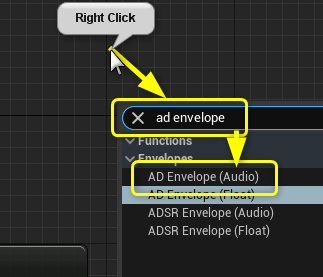 Right Click
ad envelope
Functions
Envelopes
AD Envelope (Audio)
AD Envelope (Float)
ADSR Envelope (Audio)
ADSR Envelope (Float)